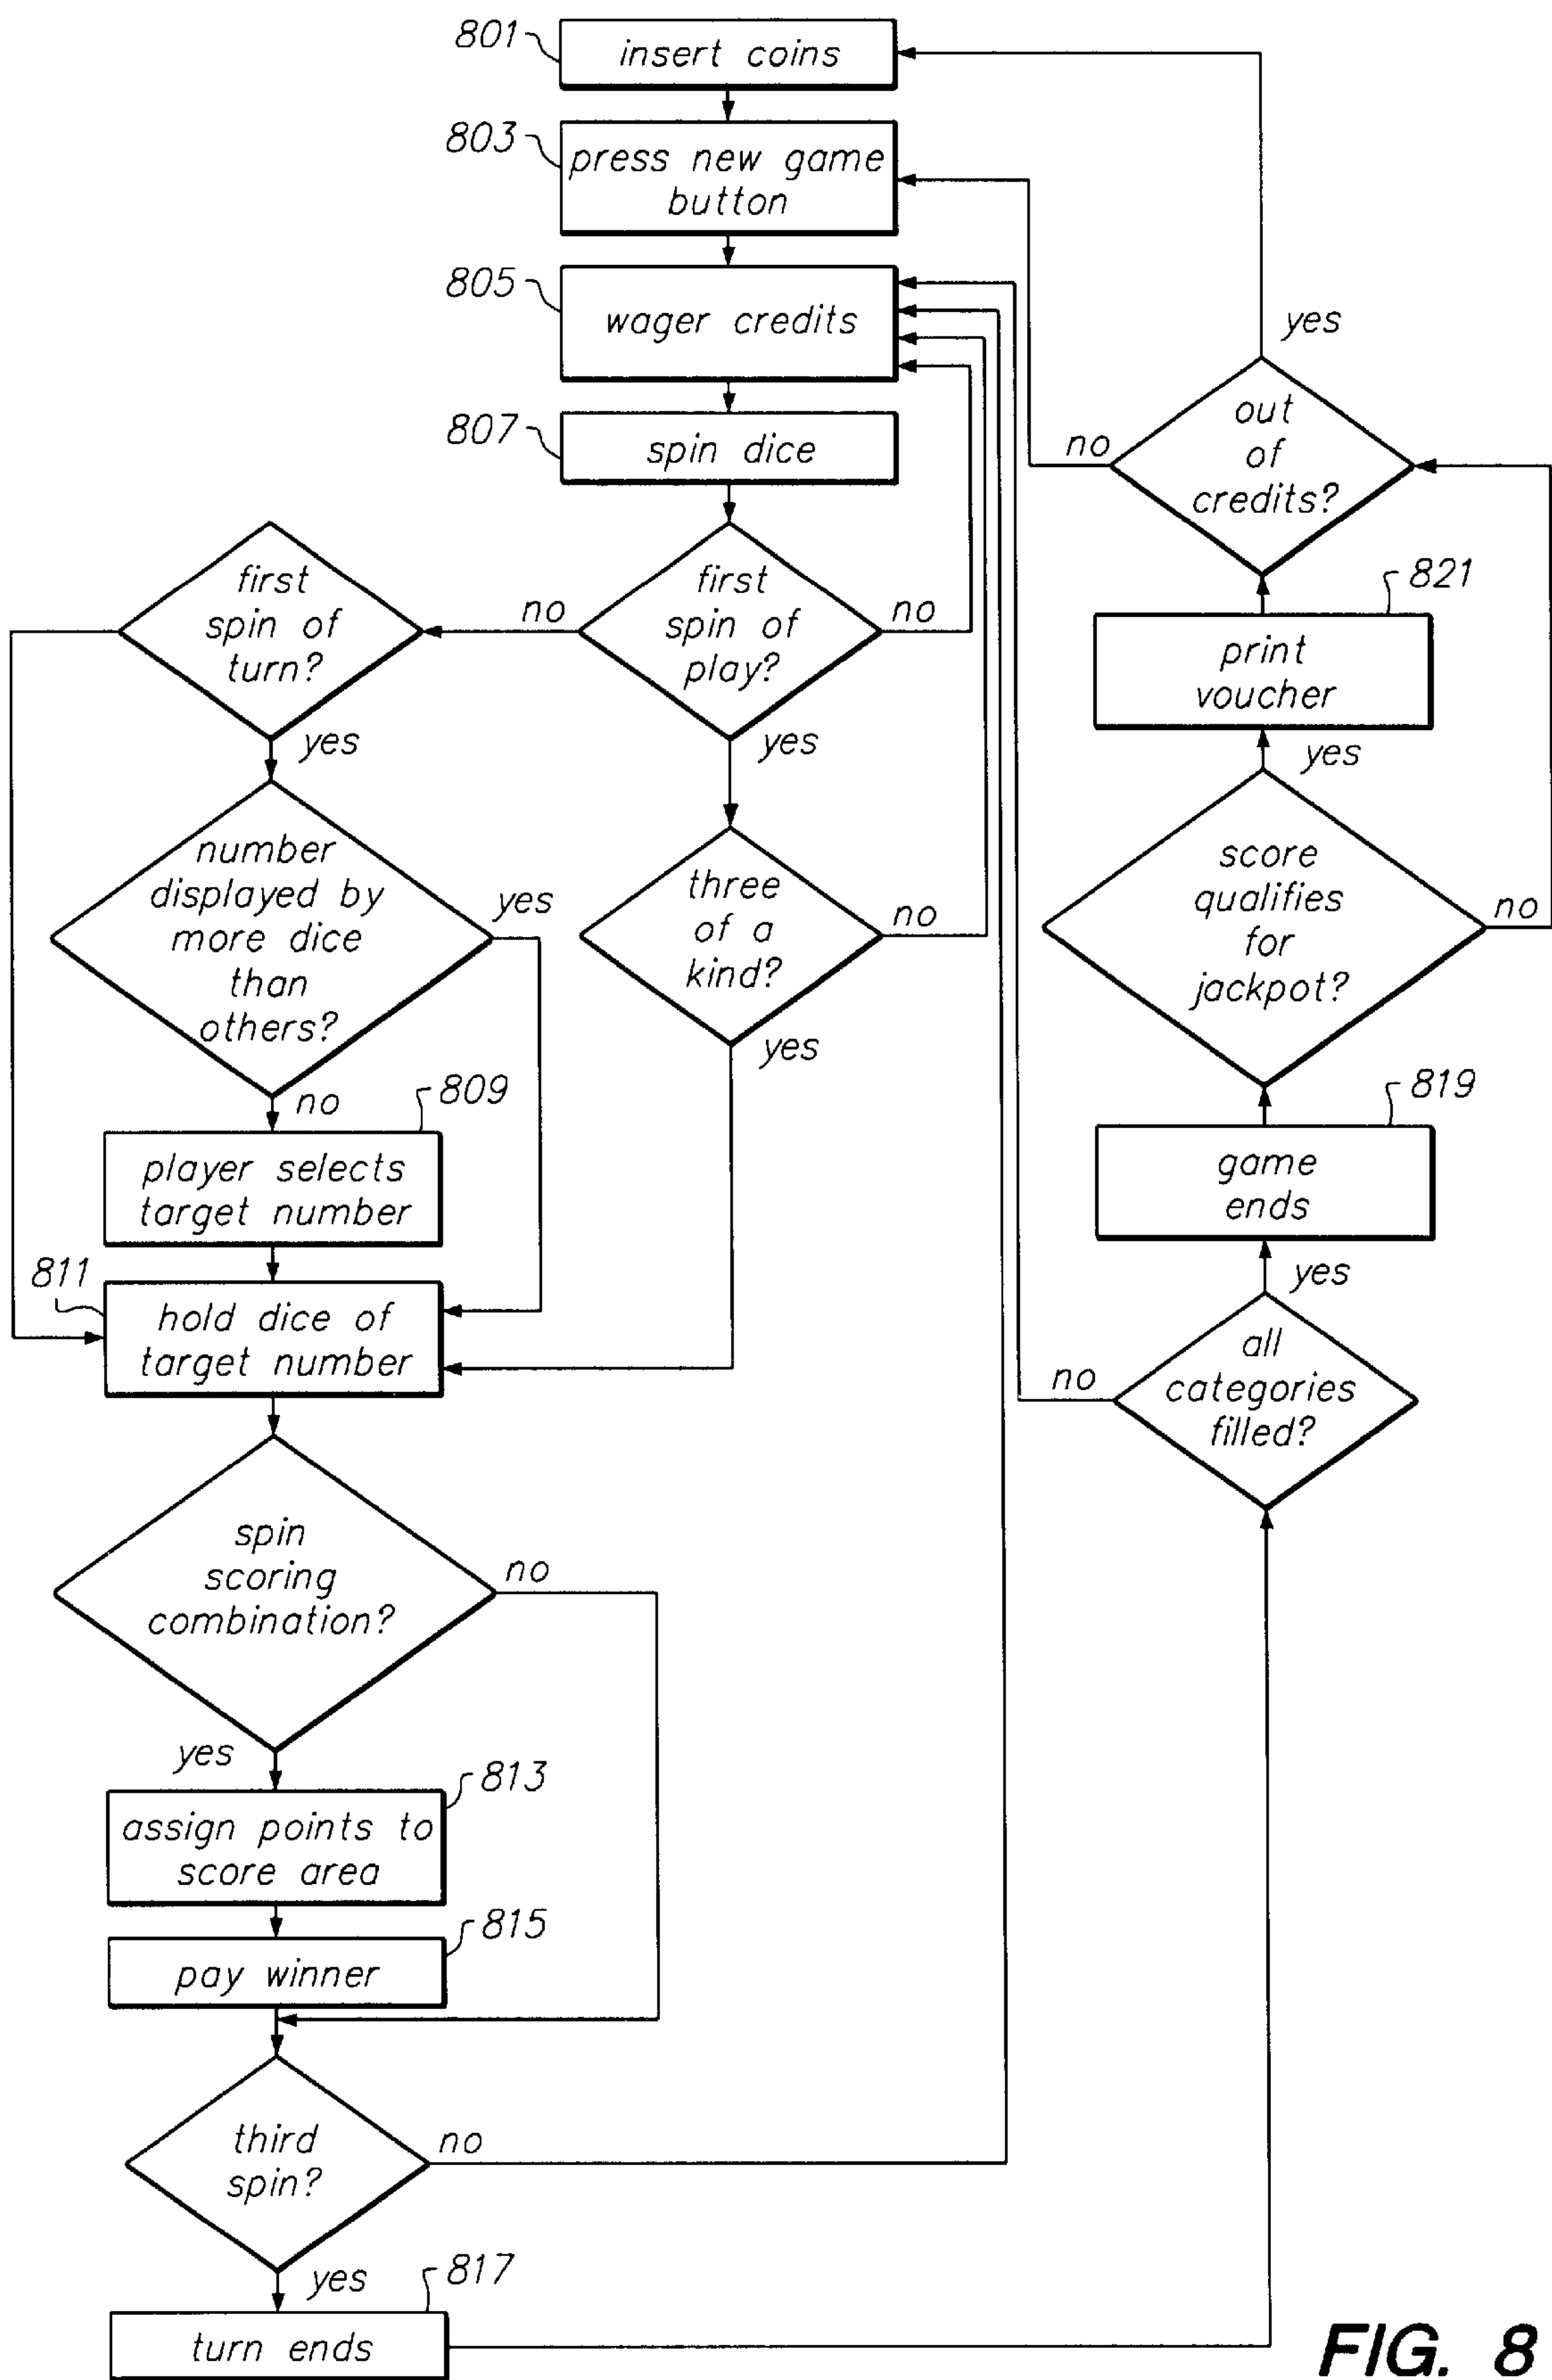 801
insert coins
803
press new game
button
805
wager credits
807
spin dice
first
spin of
turn?
yes
no
first
spin of
play?
no
yes
number
displayed by
more dice
than
others?
yes
no
three
of a
kind?
no
yes
809
player selects
target number
811
hold dice of
target number
spin
scoring
combination?
no
yes
813
assign points to
score area
815
pay winner
third
spin?
no
yes
817
turn ends
all
categories
filled?
no
yes
819
game
ends
score
qualifies
for
jackpot?
no
yes
821
print
voucher
out
of
credits?
no
yes
FIG. 8